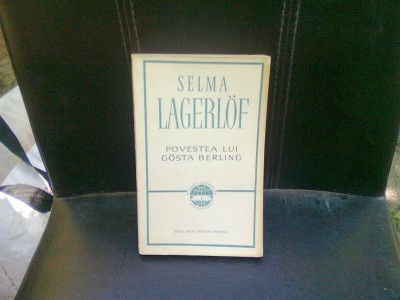 SELMA
LAGERLÖF
POVESTEA LUI
GÖSTA BERLING